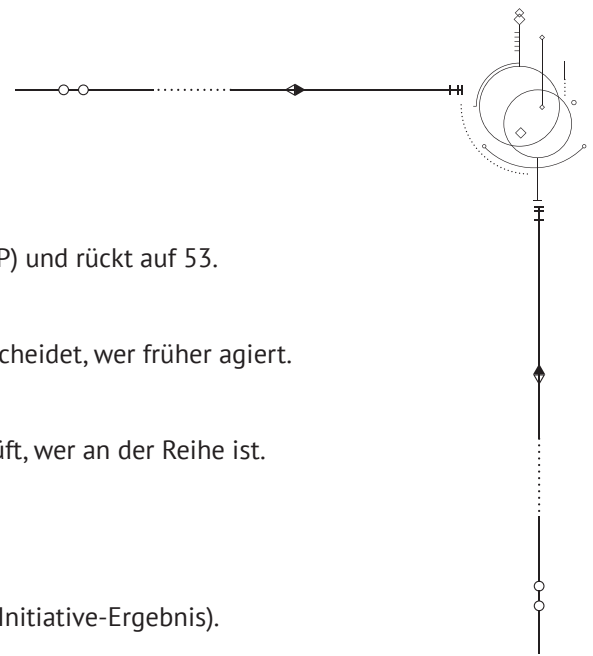 P) und rückt auf 53.
cheidet, wer früher agiert.
üft, wer an der Reihe ist.
Initiative-Ergebnis).